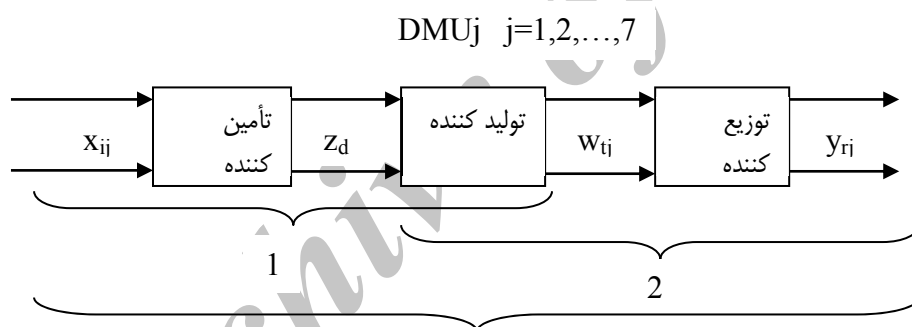 DMUj j=1,2,…,7
xij
تأمین
کننده
zd
تولید کننده
wtj
توزیع
کننده
yrj
1
2